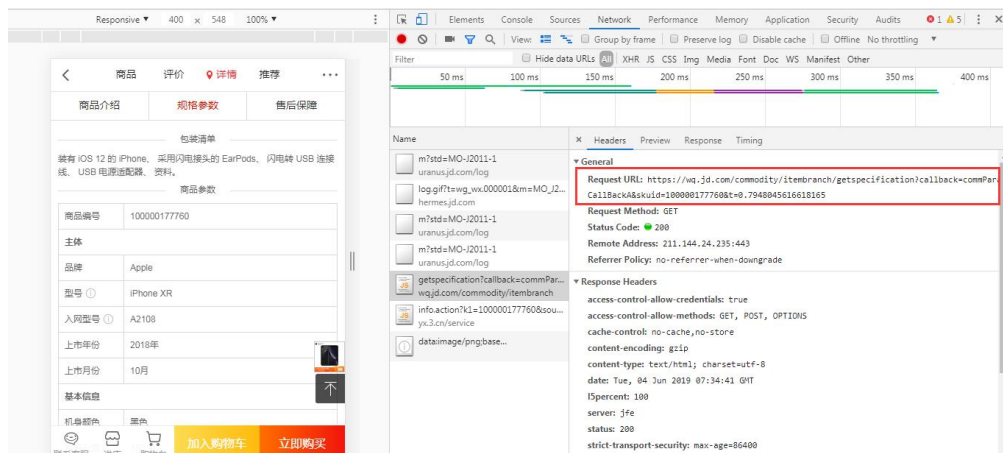 Responsive ▼ 400 × 548 100% ▼
Elements Console Sources Network Performance Memory Application Security Audits 1 5
View: Group by frame Preserve log Disable cache Offline No throttling ▼
Filter Hide data URLs All XHR JS CSS Img Media Font Doc WS Manifest Other
50 ms 100 ms 150 ms 200 ms 250 ms 300 ms 350 ms 400 ms
商品 评价 详情 推荐 ...
商品介绍 规格参数 售后保障
包装清单
装有 iOS 12 的 iPhone、 采用闪电接头的 EarPods、 闪电转 USB 连接
线、 USB 电源适配器、 资料。
商品参数
商品编号 100000177760
主体
品牌 Apple
型号 iPhone XR
入网型号 A2108
上市年份 2018年
上市月份 10月
基本信息
机身颜色 黑色
加入购物车 立即购买
Name
m?std=MO-J2011-1
uranus.jd.com/log
log.gif?t=wg_wx.000001&m=MO_J2...
hermes.jd.com
m?std=MO-J2011-1
uranus.jd.com/log
m?std=MO-J2011-1
uranus.jd.com/log
getspecification?callback=commPar...
wq.jd.com/commodity/itembranch
info.action?k1=100000177760&sou...
yx.3.cn/service
data:image/png;base...
× Headers Preview Response Timing
▼ General
Request URL: https://wq.jd.com/commodity/itembranch/getspecification?callback=commPar
CallBackA&skuid=100000177760&t=0.7948045616618165
Request Method: GET
Status Code: 200
Remote Address: 211.144.24.235:443
Referrer Policy: no-referrer-when-downgrade
▼ Response Headers
access-control-allow-credentials: true
access-control-allow-methods: GET, POST, OPTIONS
cache-control: no-cache,no-store
content-encoding: gzip
content-type: text/html; charset=utf-8
date: Tue, 04 Jun 2019 07:34:41 GMT
l5percent: 100
server: jfe
status: 200
strict-transport-security: max-age=86400